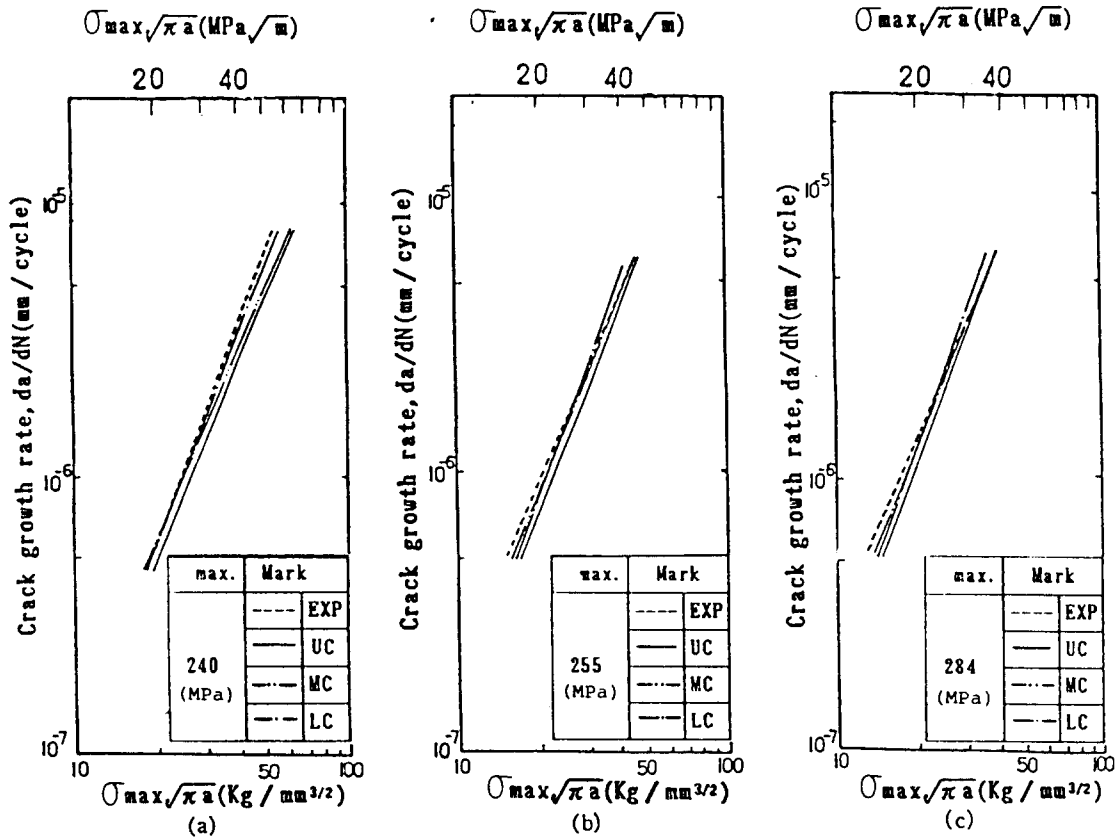 σmax√πa(MPa√m)
20 40
Crack growth rate, da/dN(mm/cycle)
10⁻⁵
10⁻⁶
10⁻⁷
max. Mark
240
(MPa)
EXP
UC
MC
LC
10 20 50 100
σmax√πa(Kg/mm³/²)
(a)
σmax√πa(MPa√m)
20 40
Crack growth rate, da/dN(mm/cycle)
10⁻⁵
10⁻⁶
10⁻⁷
max. Mark
255
(MPa)
EXP
UC
MC
LC
10 20 50 100
σmax√πa(Kg/mm³/²)
(b)
σmax√πa(MPa√m)
20 40
Crack growth rate, da/dN(mm/cycle)
10⁻⁵
10⁻⁶
10⁻⁷
max. Mark
284
(MPa)
EXP
UC
MC
LC
10 20 50 100
σmax√πa(Kg/mm³/²)
(c)